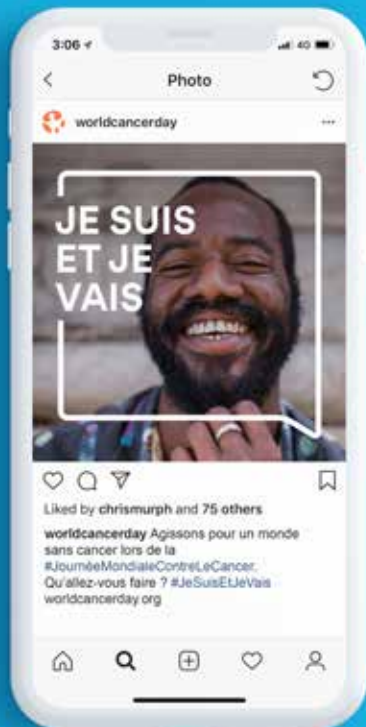 3:06
4G
Photo
worldcancerday
JE SUIS
ET JE
VAIS
Liked by chrismurph and 75 others
worldcancerday Agissons pour un monde
sans cancer lors de la
#JournéeMondialeContreLeCancer.
Qu'allez-vous faire ? #JeSuisEtJeVais
worldcancerday.org